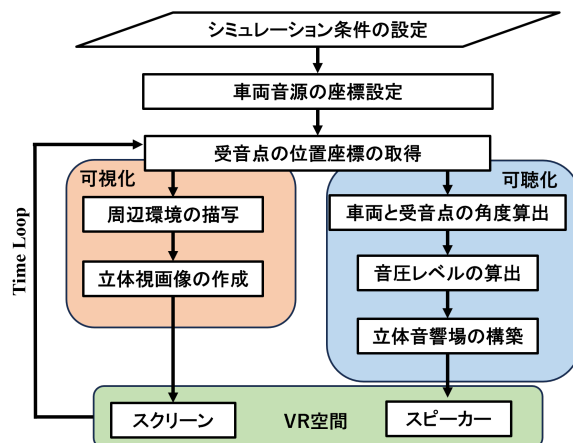 シミュレーション条件の設定
車両音源の座標設定
受音点の位置座標の取得
可視化
可聴化
周辺環境の描写
車両と受音点の角度算出
立体視画像の作成
音圧レベルの算出
立体音響場の構築
Time Loop
スクリーン
VR空間
スピーカー